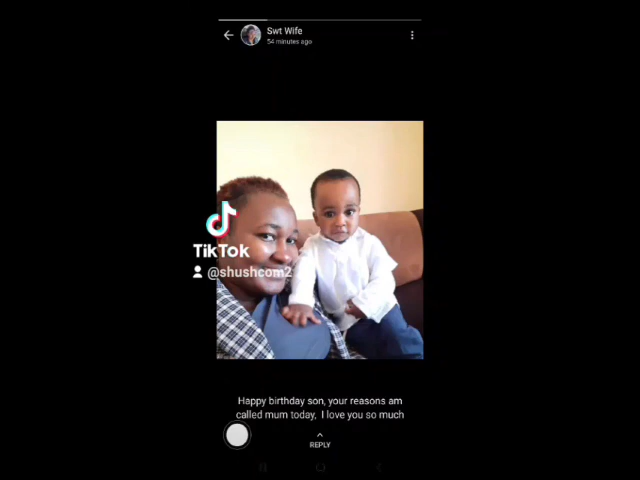 Swt Wife
54 minutes ago
TikTok
@shushcom2
Happy birthday son, your reasons am
called mum today, I love you so much
REPLY